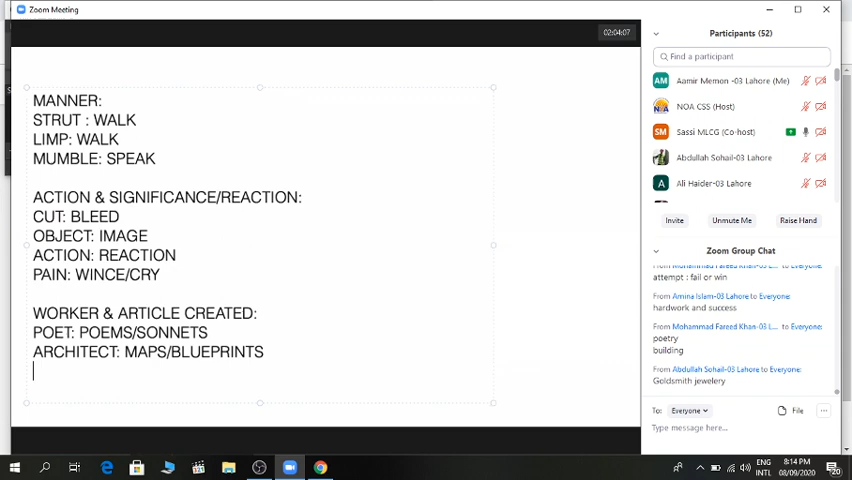 Zoom Meeting
02:04:07
MANNER:
STRUT : WALK
LIMP: WALK
MUMBLE: SPEAK
ACTION & SIGNIFICANCE/REACTION:
CUT: BLEED
OBJECT: IMAGE
ACTION: REACTION
PAIN: WINCE/CRY
WORKER & ARTICLE CREATED:
POET: POEMS/SONNETS
ARCHITECT: MAPS/BLUEPRINTS
Participants (52)
Find a participant
AM Aamir Memon -03 Lahore (Me)
NOA NOA CSS (Host)
SM Sassi MLCG (Co-host)
Abdullah Sohail-03 Lahore
A Ali Haider-03 Lahore
Invite Unmute Me Raise Hand
Zoom Group Chat
attempt : fail or win
From Amina Islam-03 Lahore to Everyone:
hardwork and success
From Mohammad Fareed Khan-03 L... to Everyone:
poetry
building
From Abdullah Sohail-03 Lahore to Everyone:
Goldsmith jewelery
To: Everyone File ...
Type message here...
ENG 8:14 PM
INTL 08/09/2020
20